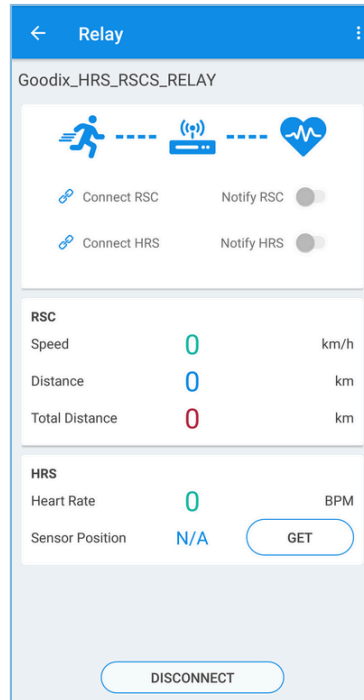 Relay
Goodix_HRS_RSCS_RELAY
Connect RSC Notify RSC
Connect HRS Notify HRS
RSC
Speed 0 km/h
Distance 0 km
Total Distance 0 km
HRS
Heart Rate 0 BPM
Sensor Position N/A GET
DISCONNECT